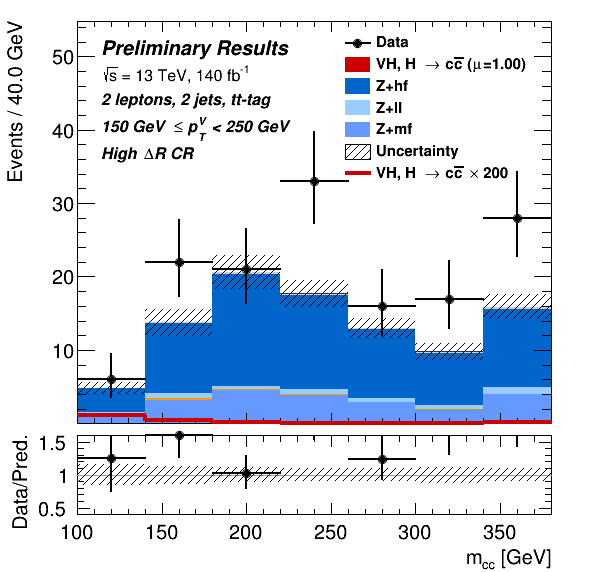 Events / 40.0 GeV
50
40
30
20
10
Preliminary Results
√s = 13 TeV, 140 fb⁻¹
2 leptons, 2 jets, tt-tag
150 GeV ≤ p_T^V < 250 GeV
High ΔR CR
Data
VH, H → cc̅ (μ=1.00)
Z+hf
Z+ll
Z+mf
Uncertainty
VH, H → cc̅ × 200
Data/Pred.
1.5
1
0.5
100 150 200 250 300 350
m_cc [GeV]